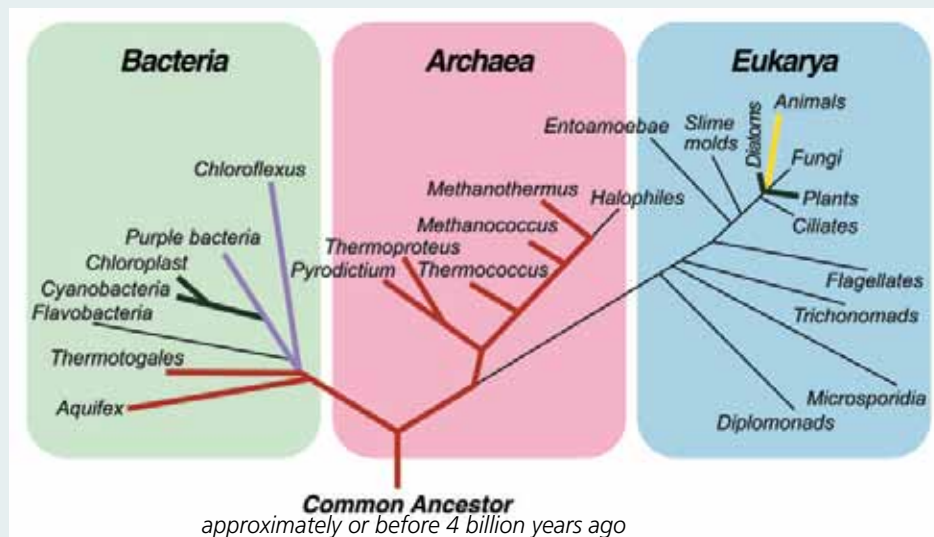 Bacteria
Archaea
Eukarya
Chloroflexus
Purple bacteria
Chloroplast
Cyanobacteria
Flavobacteria
Thermotogales
Aquifex
Methanothermus
Methanococcus
Thermoproteus
Pyrodictium
Thermococcus
Halophiles
Entoamoebae
Slime
molds
Diatoms
Animals
Fungi
Plants
Ciliates
Flagellates
Trichonomads
Microsporidia
Diplomonads
Common Ancestor
approximately or before 4 billion years ago